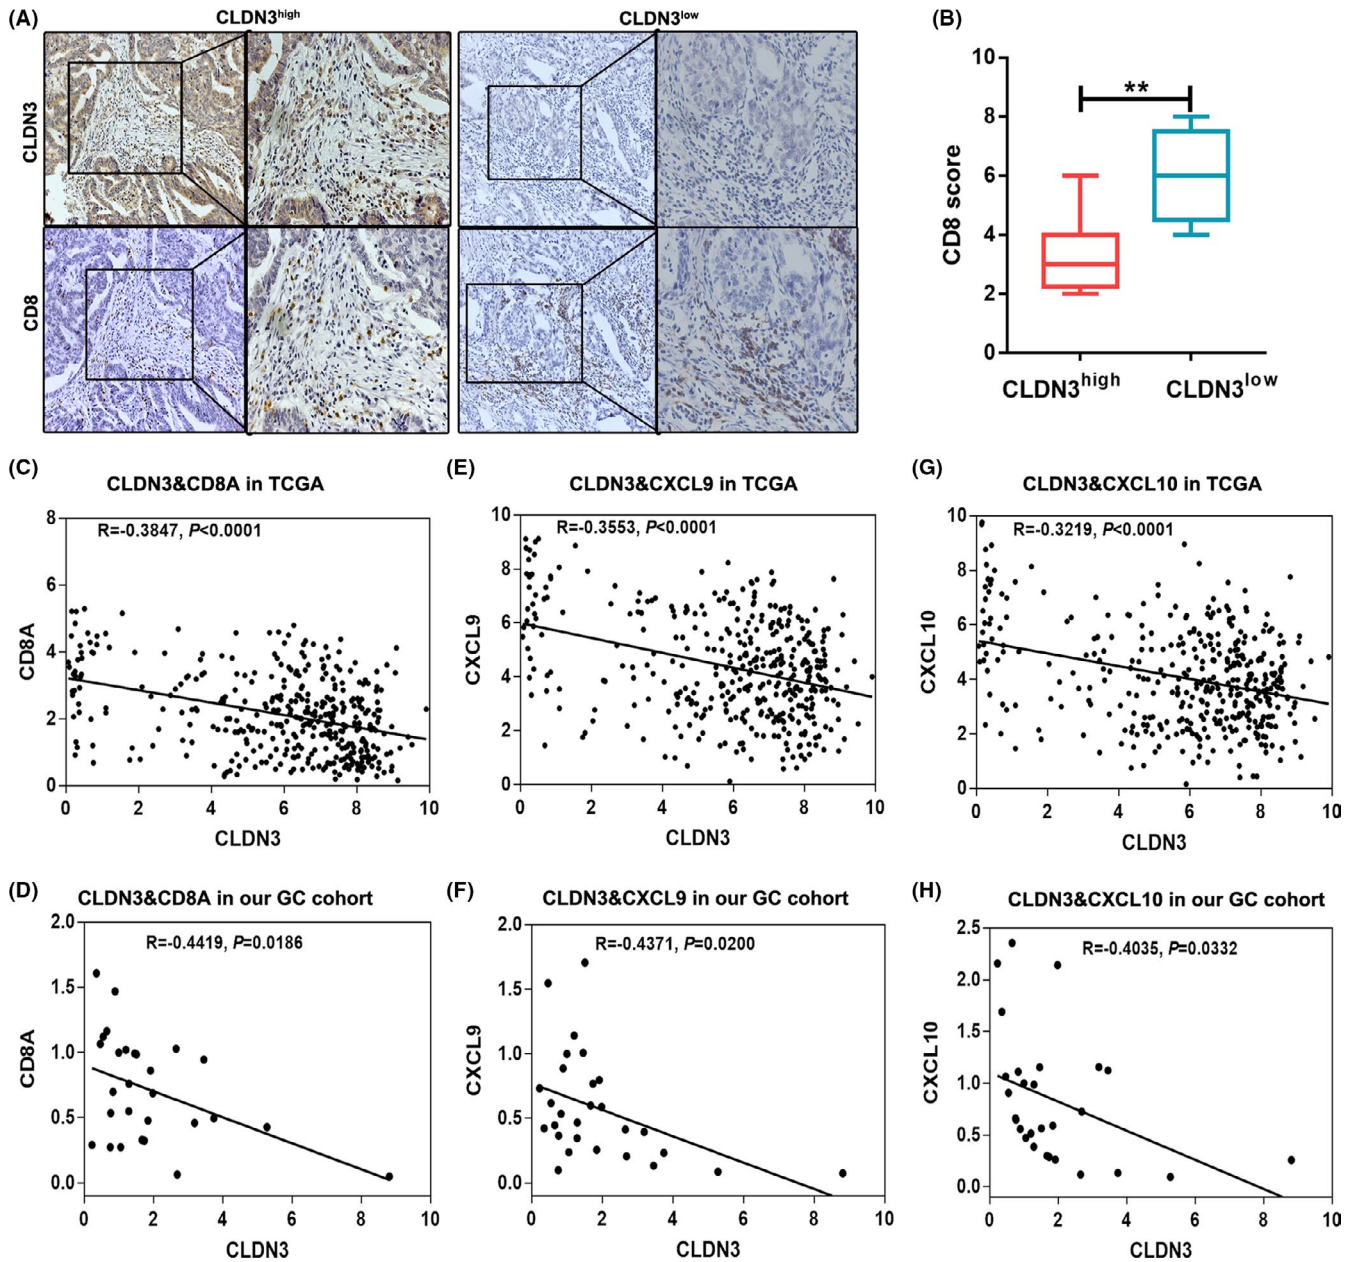 (A)
CLDN3high
CLDN3low
CLDN3
CD8
(B)
10
8
6
4
2
0
CD8 score
**
CLDN3high
CLDN3low
(C)
CLDN3&CD8A in TCGA
R=-0.3847, P<0.0001
8
6
4
2
0
CD8A
0 2 4 6 8 10
CLDN3
(E)
CLDN3&CXCL9 in TCGA
R=-0.3553, P<0.0001
10
8
6
4
2
0
CXCL9
0 2 4 6 8 10
CLDN3
(G)
CLDN3&CXCL10 in TCGA
R=-0.3219, P<0.0001
10
8
6
4
2
0
CXCL10
0 2 4 6 8 10
CLDN3
(D)
CLDN3&CD8A in our GC cohort
R=-0.4419, P=0.0186
2.0
1.5
1.0
0.5
0.0
CD8A
0 2 4 6 8 10
CLDN3
(F)
CLDN3&CXCL9 in our GC cohort
R=-0.4371, P=0.0200
2.0
1.5
1.0
0.5
0.0
CXCL9
0 2 4 6 8 10
CLDN3
(H)
CLDN3&CXCL10 in our GC cohort
R=-0.4035, P=0.0332
2.5
2.0
1.5
1.0
0.5
0.0
CXCL10
0 2 4 6 8 10
CLDN3